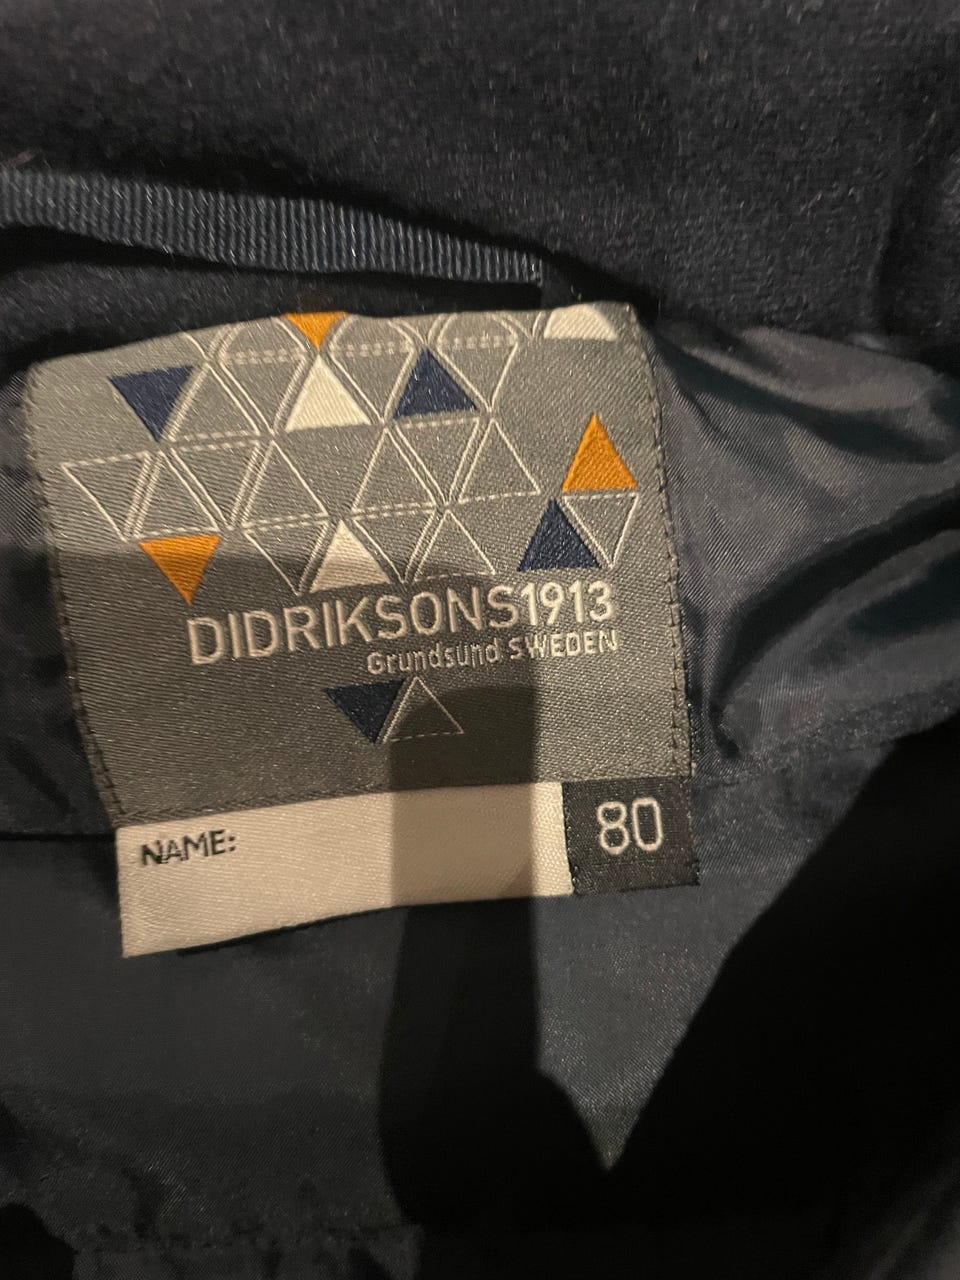 DIDRIKSONS1913
Grundsund SWEDEN
NAME:
80